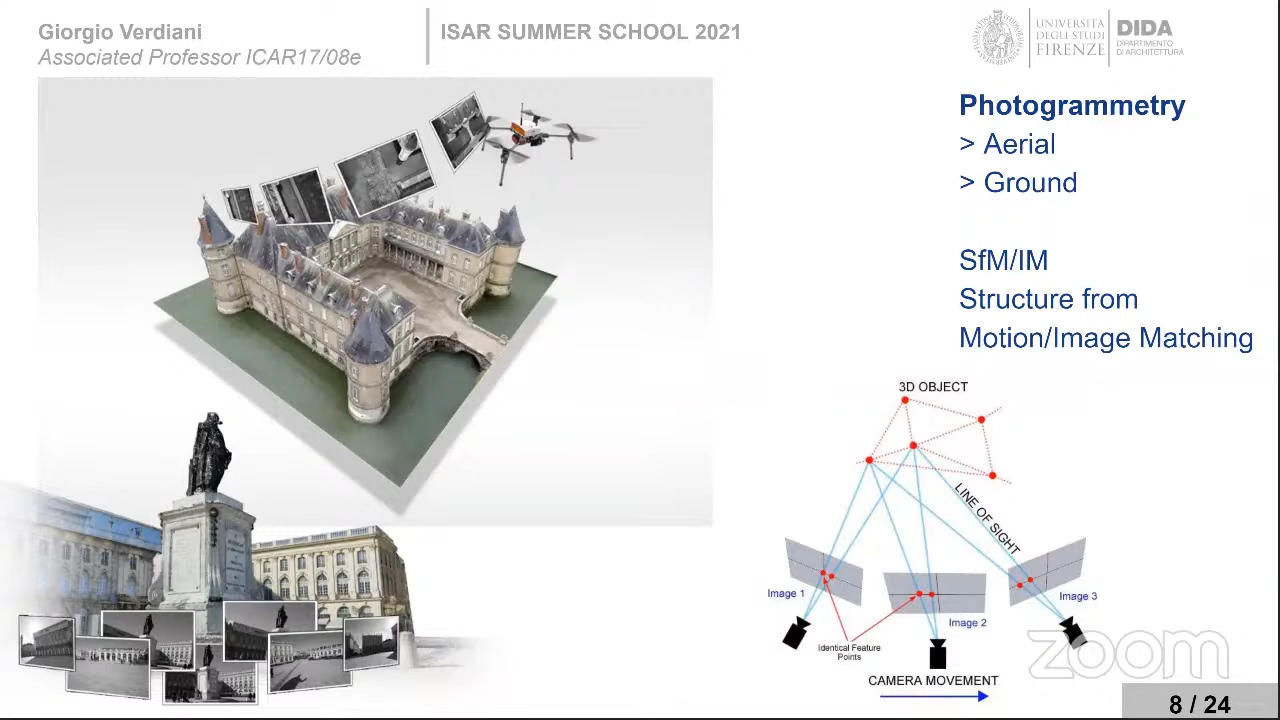 Giorgio Verdiani
Associated Professor ICAR17/08e
ISAR SUMMER SCHOOL 2021
UNIVERSITÀ
DEGLI STUDI
FIRENZE
DIDA
DIPARTIMENTO
DI ARCHITETTURA
Photogrammetry
> Aerial
> Ground
SfM/IM
Structure from
Motion/Image Matching
3D OBJECT
LINE OF SIGHT
Image 1
Image 2
Image 3
Identical Feature
Points
CAMERA MOVEMENT
zoom
8 / 24